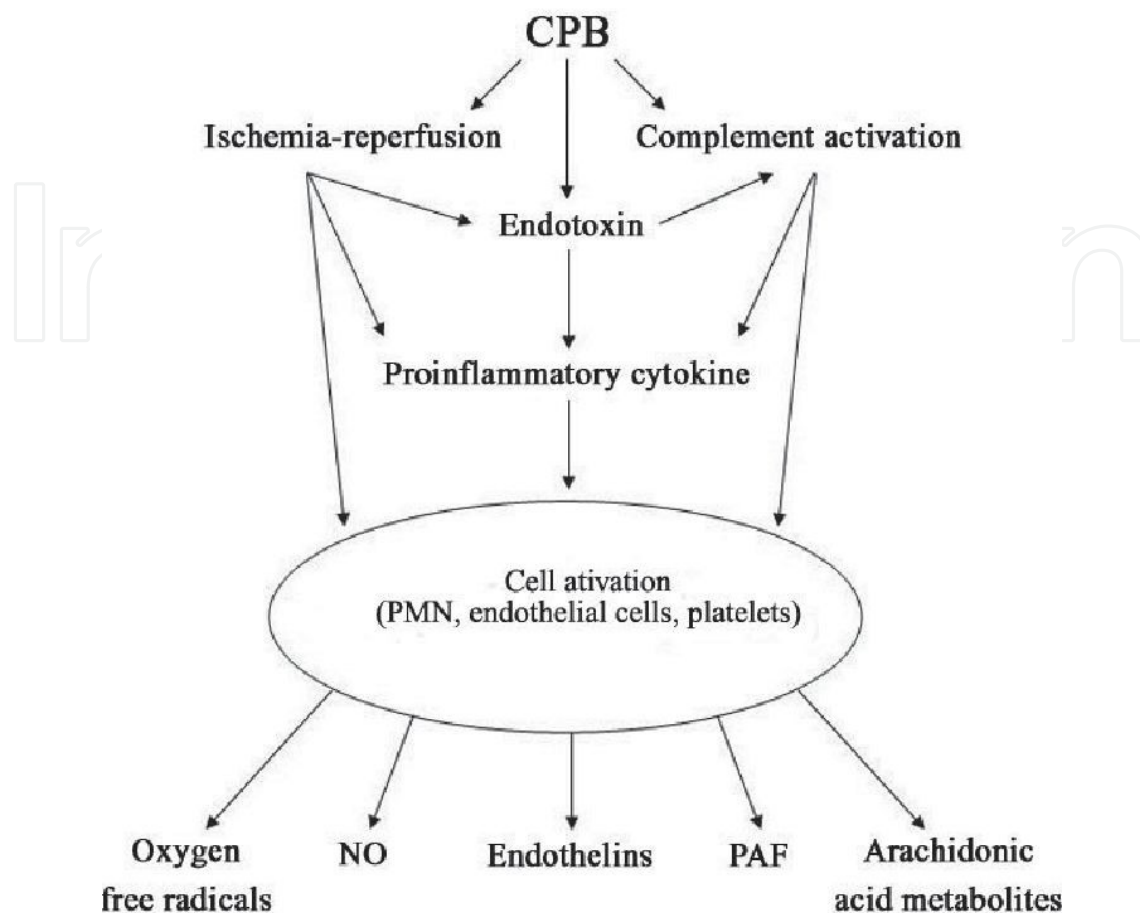 CPB
Ischemia-reperfusion
Complement activation
Endotoxin
Proinflammatory cytokine
Cell ativation
(PMN, endothelial cells, platelets)
Oxygen
free radicals
NO
Endothelins
PAF
Arachidonic
acid metabolites